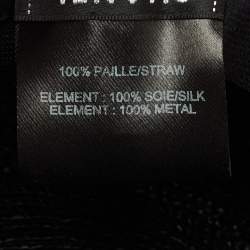 100% PAILLE/STRAW
ELEMENT : 100% SOIE/SILK
ELEMENT : 100% METAL